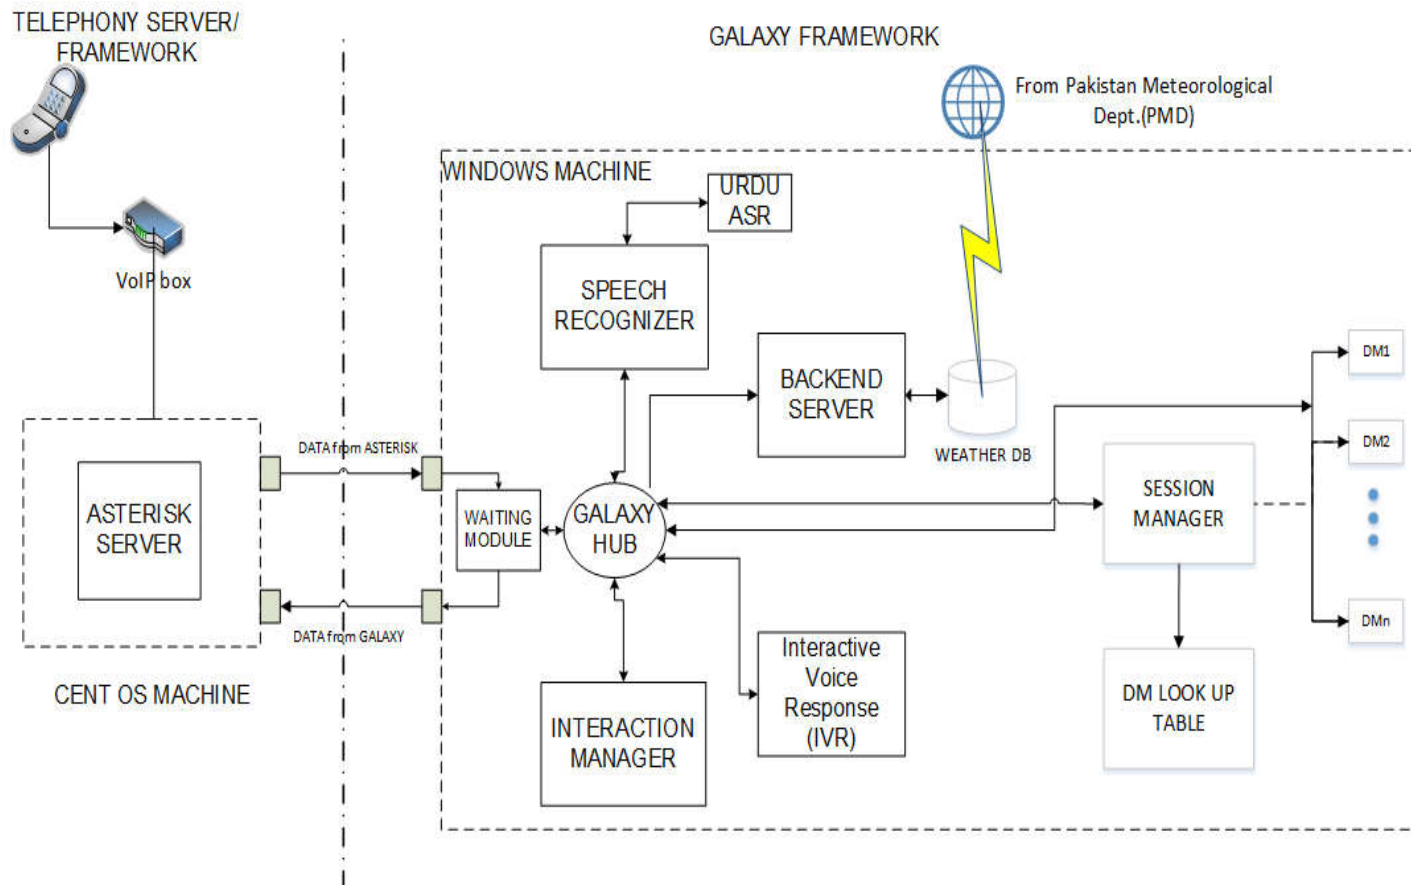 TELEPHONY SERVER/
FRAMEWORK
GALAXY FRAMEWORK
From Pakistan Meteorological
Dept.(PMD)
WINDOWS MACHINE
URDU
ASR
VoIP box
SPEECH
RECOGNIZER
BACKEND
SERVER
WEATHER DB
DM1
DM2
DMn
DATA from ASTERISK
ASTERISK
SERVER
WAITING
MODULE
GALAXY
HUB
SESSION
MANAGER
DATA from GALAXY
CENT OS MACHINE
INTERACTION
MANAGER
Interactive
Voice
Response
(IVR)
DM LOOK UP
TABLE